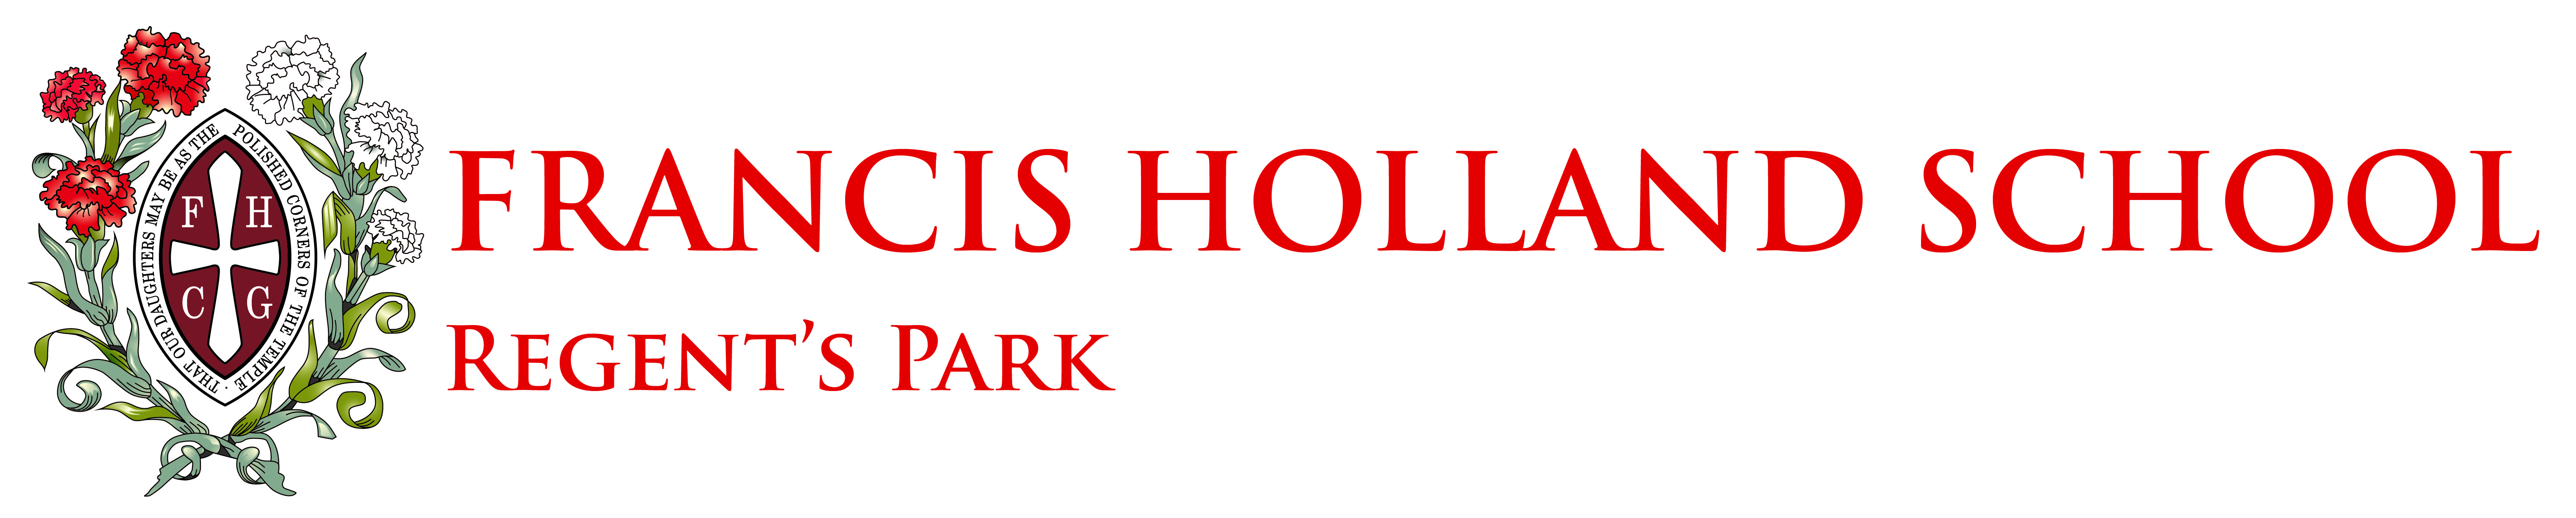 THAT OUR DAUGHTERS MAY BE AS THE POLISHED CORNERS OF THE TEMPLE ·
F H
C G
FRANCIS HOLLAND SCHOOL
REGENT'S PARK